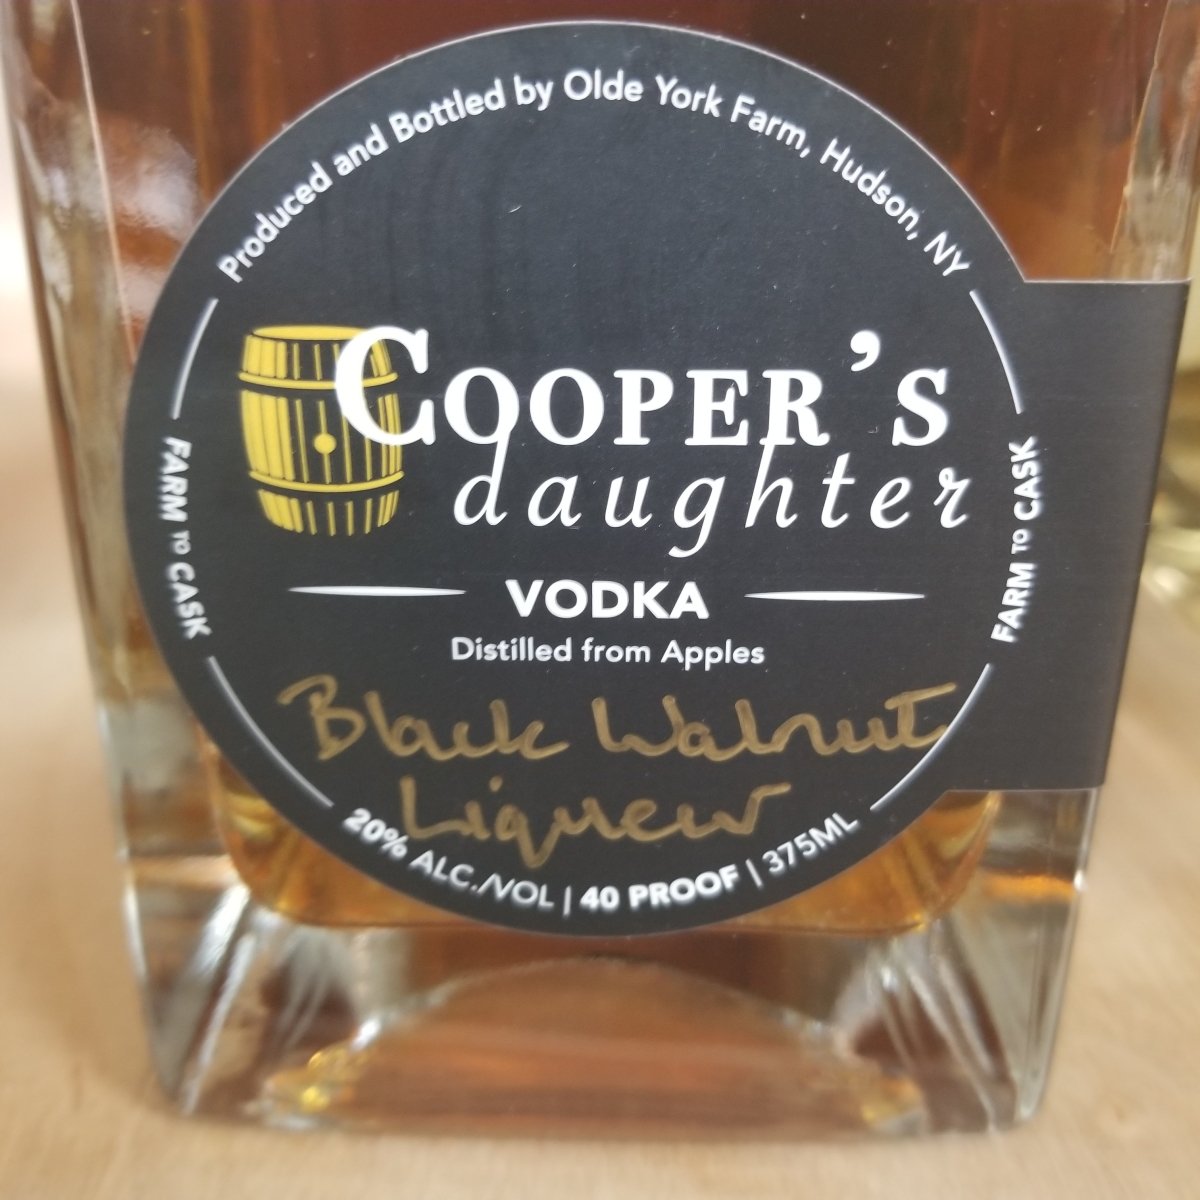 Produced and Bottled by Olde York Farm, Hudson, NY
COOPER'S
daughter
FARM TO CASK
FARM TO CASK
VODKA
Distilled from Apples
Black Walnut
Liqueur
20% ALC./VOL | 40 PROOF | 375ML